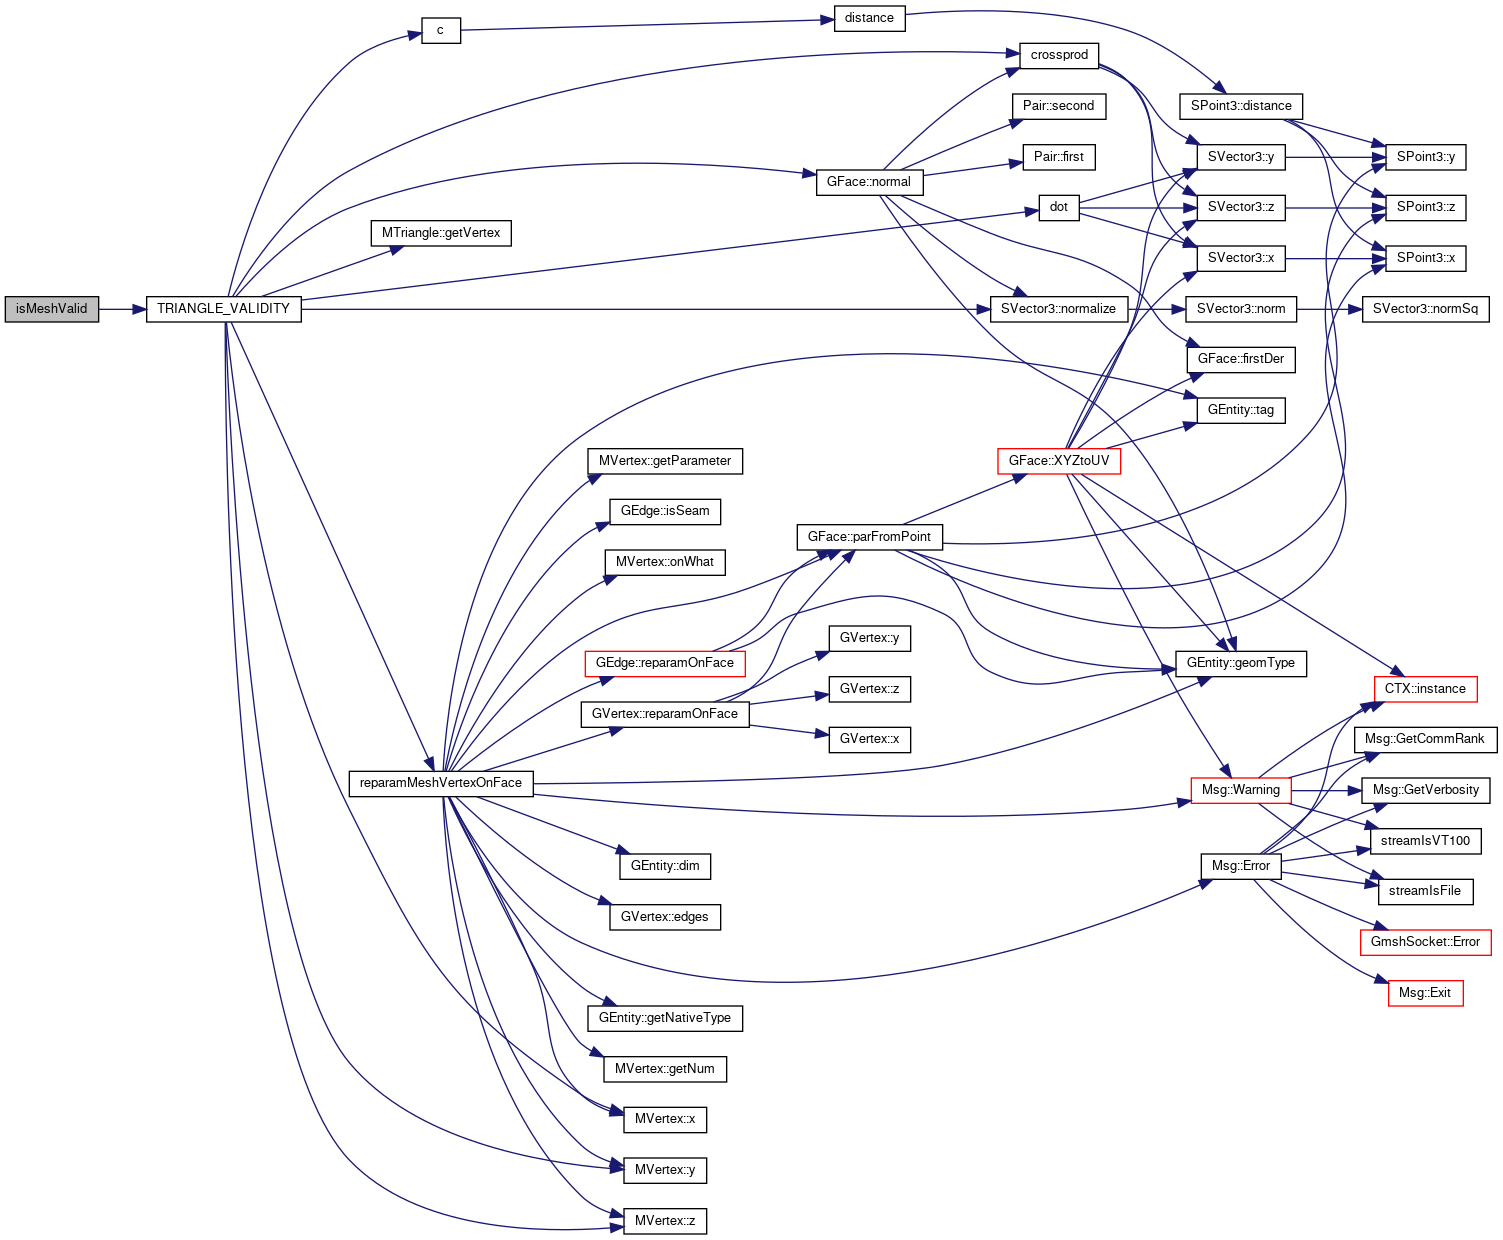 isMeshValid
TRIANGLE_VALIDITY
c
distance
crossprod
Pair::second
Pair::first
GFace::normal
MTriangle::getVertex
dot
SVector3::normalize
SPoint3::distance
SVector3::y
SVector3::z
SVector3::x
SVector3::norm
SPoint3::y
SPoint3::z
SPoint3::x
SVector3::normSq
GFace::firstDer
GEntity::tag
GFace::XYZtoUV
MVertex::getParameter
GEdge::isSeam
MVertex::onWhat
GFace::parFromPoint
GEdge::reparamOnFace
GVertex::reparamOnFace
GVertex::y
GVertex::z
GVertex::x
GEntity::geomType
CTX::instance
Msg::GetCommRank
Msg::Warning
Msg::GetVerbosity
streamIsVT100
Msg::Error
streamIsFile
GmshSocket::Error
Msg::Exit
reparamMeshVertexOnFace
GEntity::dim
GVertex::edges
GEntity::getNativeType
MVertex::getNum
MVertex::x
MVertex::y
MVertex::z